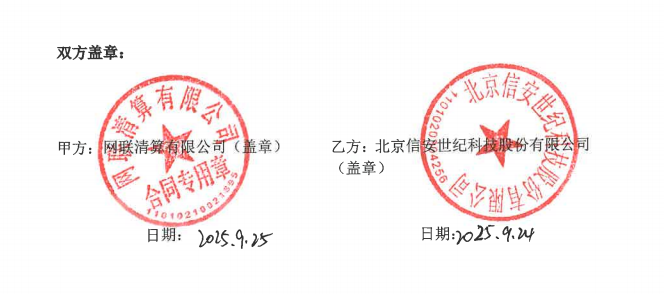 双方盖章：
甲方：网联清算有限公司（盖章）
乙方：北京信安世纪科技股份有限公司
（盖章）
网联清算有限公司
合同专用章
北京信安世纪科技股份有限公司
日期：2025.9.25
日期：2025.9.24